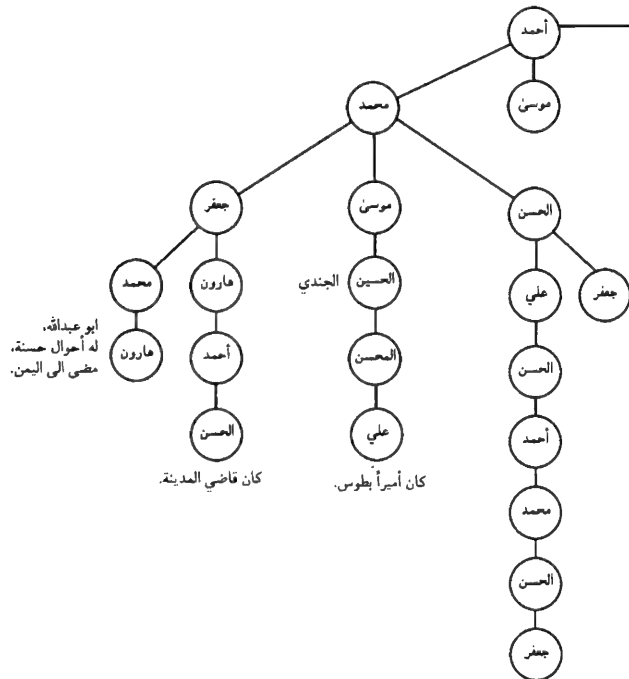 أحمد
محمد
موسىٰ
جعفر
موسىٰ
الحسن
محمد
هارون
الحسين
الجندي
علي
جعفر
ابو عبدالله،
له أحوال حسنة،
مضى الى اليمن.
هارون
أحمد
المحسن
الحسن
الحسن
علي
أحمد
كان قاضي المدينة.
كان أميراً بطوس.
محمد
الحسن
جعفر